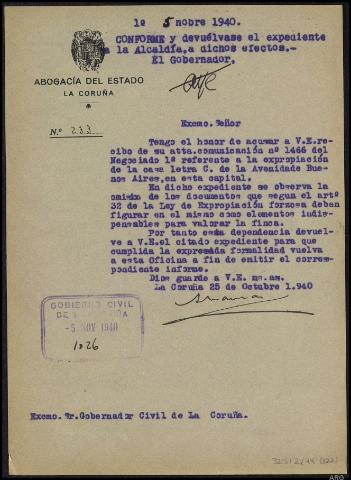 1º 5 nobre 1940.
CONFORME y devuélvase el expediente
a la Alcaldía, a dichos efectos.-
El Gobernador,
ABOGACÍA DEL ESTADO
LA CORUÑA
N.º 233
Excmo. Señor
Tengo el honor de acusar a V.E. re-
cibo de su atta. comunicación nº 1466 del
Negociado 1º referente a la expropiación
de la casa letra C. de la Avenidade Bue-
nos Aires, en esta capital.
En dicho expediente se observa la
omisión de los documentos que segun el artº
32 de la Ley de Expropiación forzosa deben
figurar en el mismo como elementos indis-
pensables para valorar la finca.
Por tanto esta dependencia devuel-
ve a V.E. el citado expediente para que
cumplida la expresada formalidad vuelva
a esta Oficina a fin de emitir el corres-
pondiente informe.
Dios guarde a V.E. ms. as.
La Coruña 25 de Octubre 1.940
GOBIERNO CIVIL
DE LA CORUÑA
-5 NOV 1940
1026
Excmo. Sr. Gobernador Civil de La Coruña.
ARG